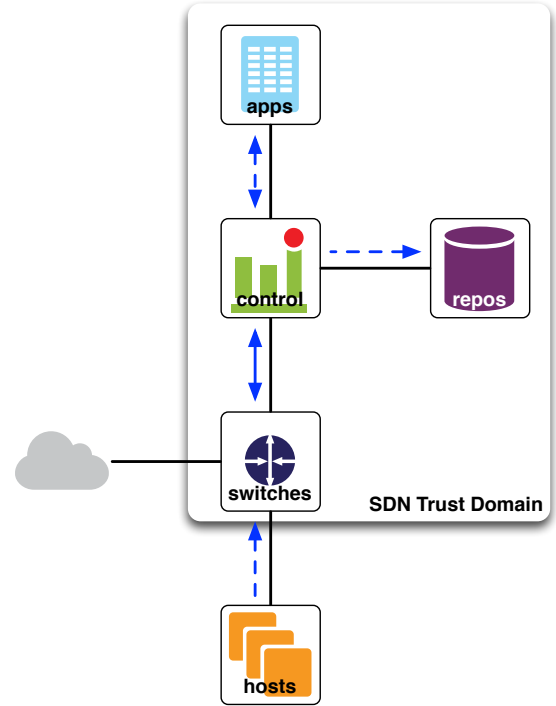 apps
control
repos
switches
SDN Trust Domain
hosts